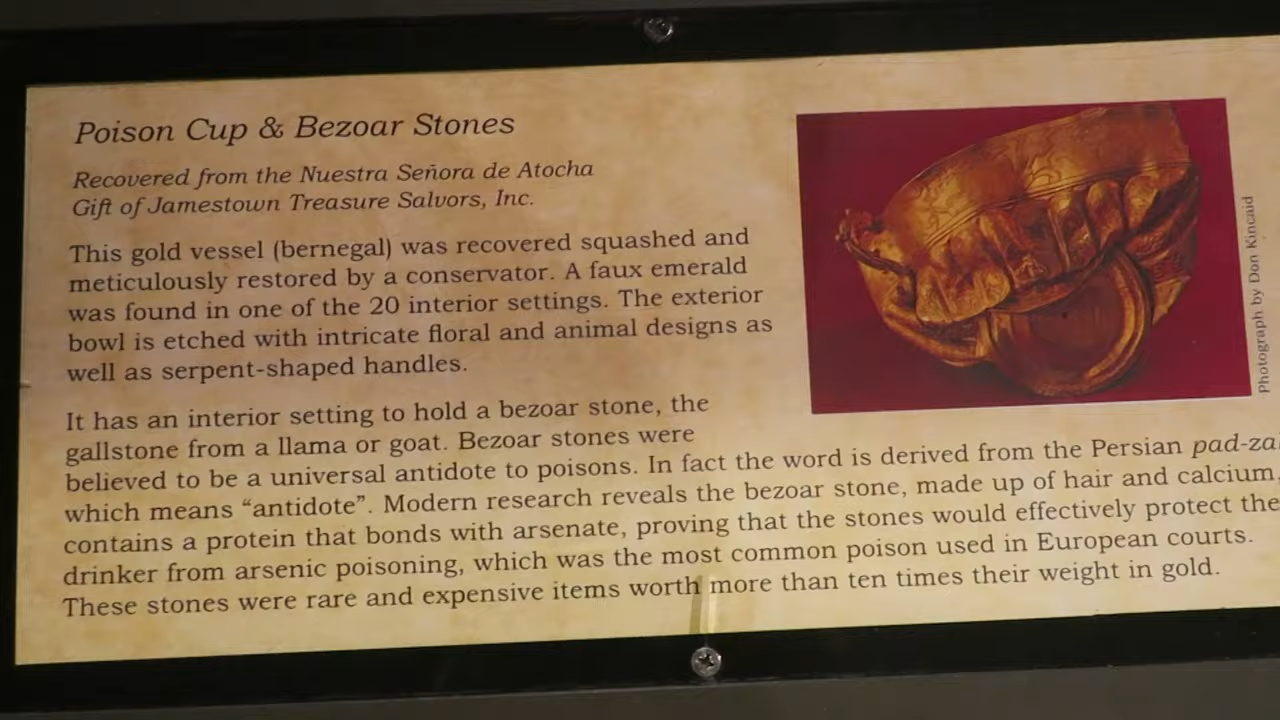 Poison Cup & Bezoar Stones
Recovered from the Nuestra Señora de Atocha
Gift of Jamestown Treasure Salvors, Inc.
This gold vessel (bernegal) was recovered squashed and
meticulously restored by a conservator. A faux emerald
was found in one of the 20 interior settings. The exterior
bowl is etched with intricate floral and animal designs as
well as serpent-shaped handles.
It has an interior setting to hold a bezoar stone, the
gallstone from a llama or goat. Bezoar stones were
believed to be a universal antidote to poisons. In fact the word is derived from the Persian
which means “antidote”. Modern research reveals the bezoar stone, made up of hair and calcium,
contains a protein that bonds with arsenate, proving that the stones would effectively protect the
drinker from arsenic poisoning, which was the most common poison used in European courts.
These stones were rare and expensive items worth more than ten times their weight in gold.
Photograph by Don Kincaid